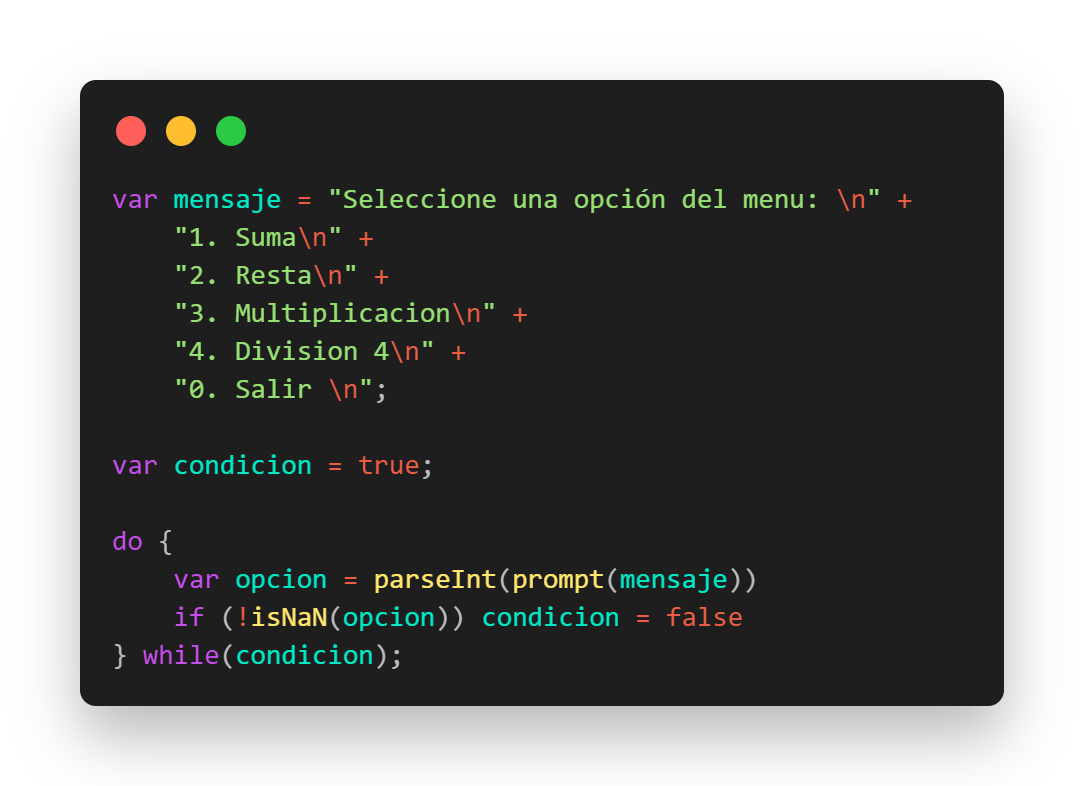 var mensaje = "Seleccione una opción del menu: \n" +
    "1. Suma\n" +
    "2. Resta\n" +
    "3. Multiplicacion\n" +
    "4. Division 4\n" +
    "0. Salir \n";

var condicion = true;

do {
    var opcion = parseInt(prompt(mensaje))
    if (!isNaN(opcion)) condicion = false
} while(condicion);